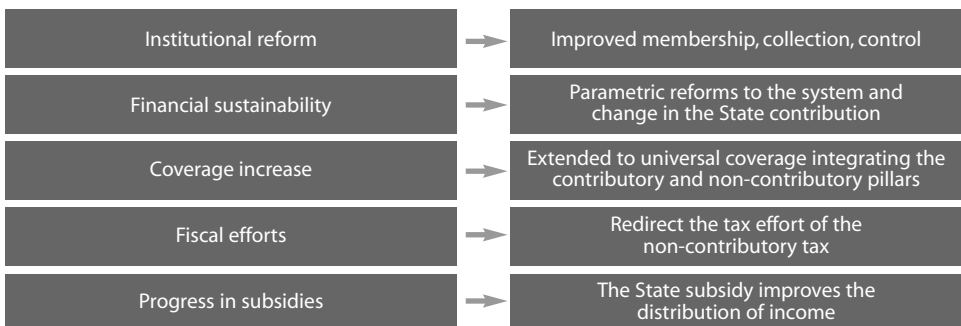 Institutional reform
Improved membership, collection, control
Financial sustainability
Parametric reforms to the system and
change in the State contribution
Coverage increase
Extended to universal coverage integrating the
contributory and non-contributory pillars
Fiscal efforts
Redirect the tax effort of the
non-contributory tax
Progress in subsidies
The State subsidy improves the
distribution of income